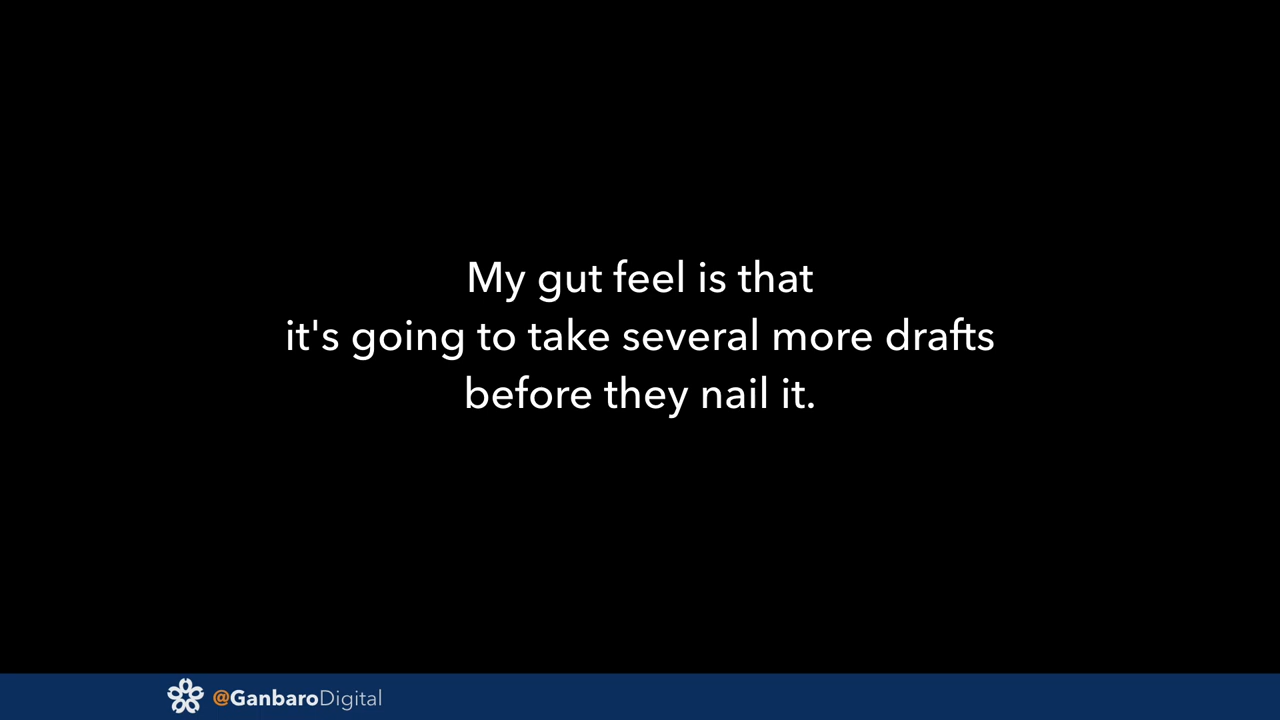 My gut feel is that
it's going to take several more drafts
before they nail it.
@GanbaroDigital